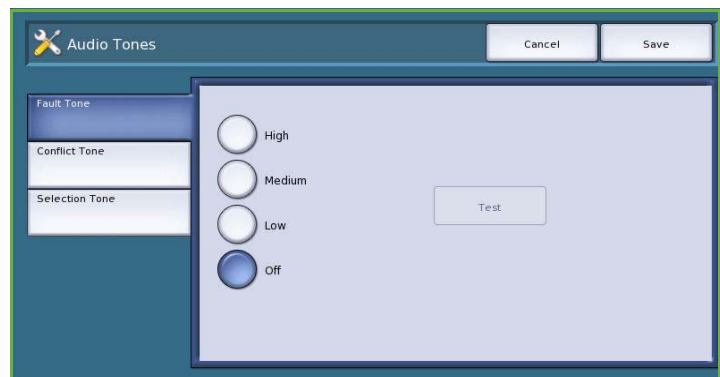 Audio Tones
Cancel
Save
Fault Tone
Conflict Tone
Selection Tone
High
Medium
Low
Off
Test